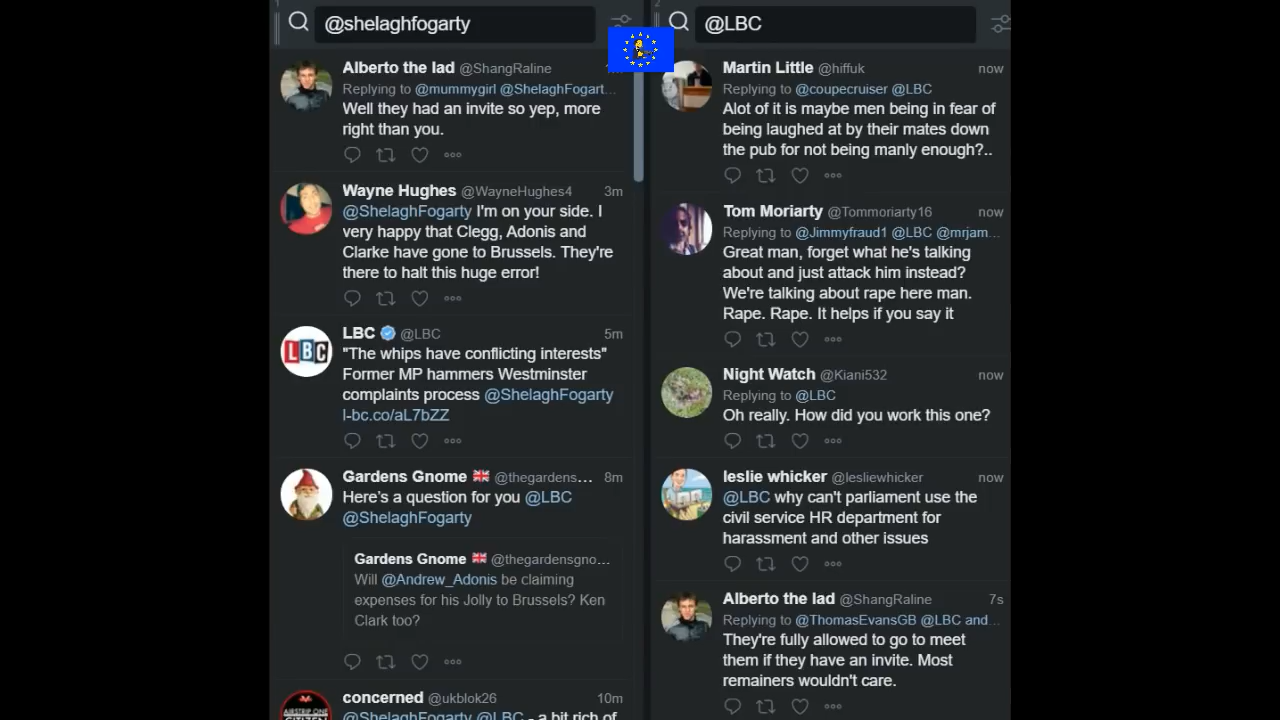 @shelaghfogarty
Alberto the lad @ShangRaline
Replying to @mummygirl @ShelaghFogart...
Well they had an invite so yep, more
right than you.
Wayne Hughes @WayneHughes4 3m
@ShelaghFogarty I'm on your side. I
very happy that Clegg, Adonis and
Clarke have gone to Brussels. They're
there to halt this huge error!
LBC @LBC 5m
"The whips have conflicting interests"
Former MP hammers Westminster
complaints process @ShelaghFogarty
l-bc.co/aL7bZZ
LBC
Gardens Gnome @thegardens... 8m
Here's a question for you @LBC
@ShelaghFogarty
Gardens Gnome @thegardensgno...
Will @Andrew_Adonis be claiming
expenses for his Jolly to Brussels? Ken
Clark too?
concerned @ukblok26 10m
AIRSTRIP ONE
@ShelaghFogarty @LBC - a bit rich of
@LBC
Martin Little @hiffuk now
Replying to @coupecruiser @LBC
Alot of it is maybe men being in fear of
being laughed at by their mates down
the pub for not being manly enough?..
Tom Moriarty @Tommoriarty16 now
Replying to @Jimmyfraud1 @LBC @mrjam...
Great man, forget what he's talking
about and just attack him instead?
We're talking about rape here man.
Rape. Rape. It helps if you say it
Night Watch @Kiani532 now
Replying to @LBC
Oh really. How did you work this one?
leslie whicker @lesliewhicker now
@LBC why can't parliament use the
civil service HR department for
harassment and other issues
Alberto the lad @ShangRaline 7s
Replying to @ThomasEvansGB @LBC and...
They're fully allowed to go to meet
them if they have an invite. Most
remainers wouldn't care.